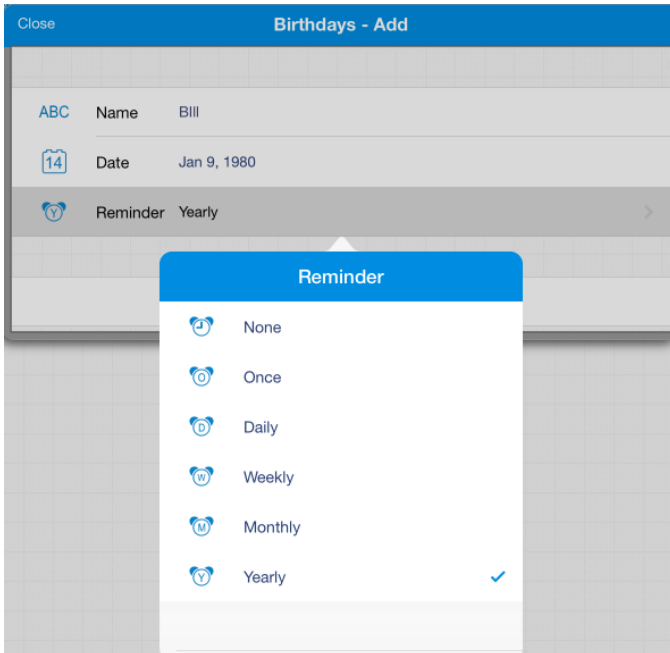 Close Birthdays - Add
ABC Name BIll
14 Date Jan 9, 1980
Y Reminder Yearly
Reminder
None
O Once
D Daily
W Weekly
M Monthly
Y Yearly